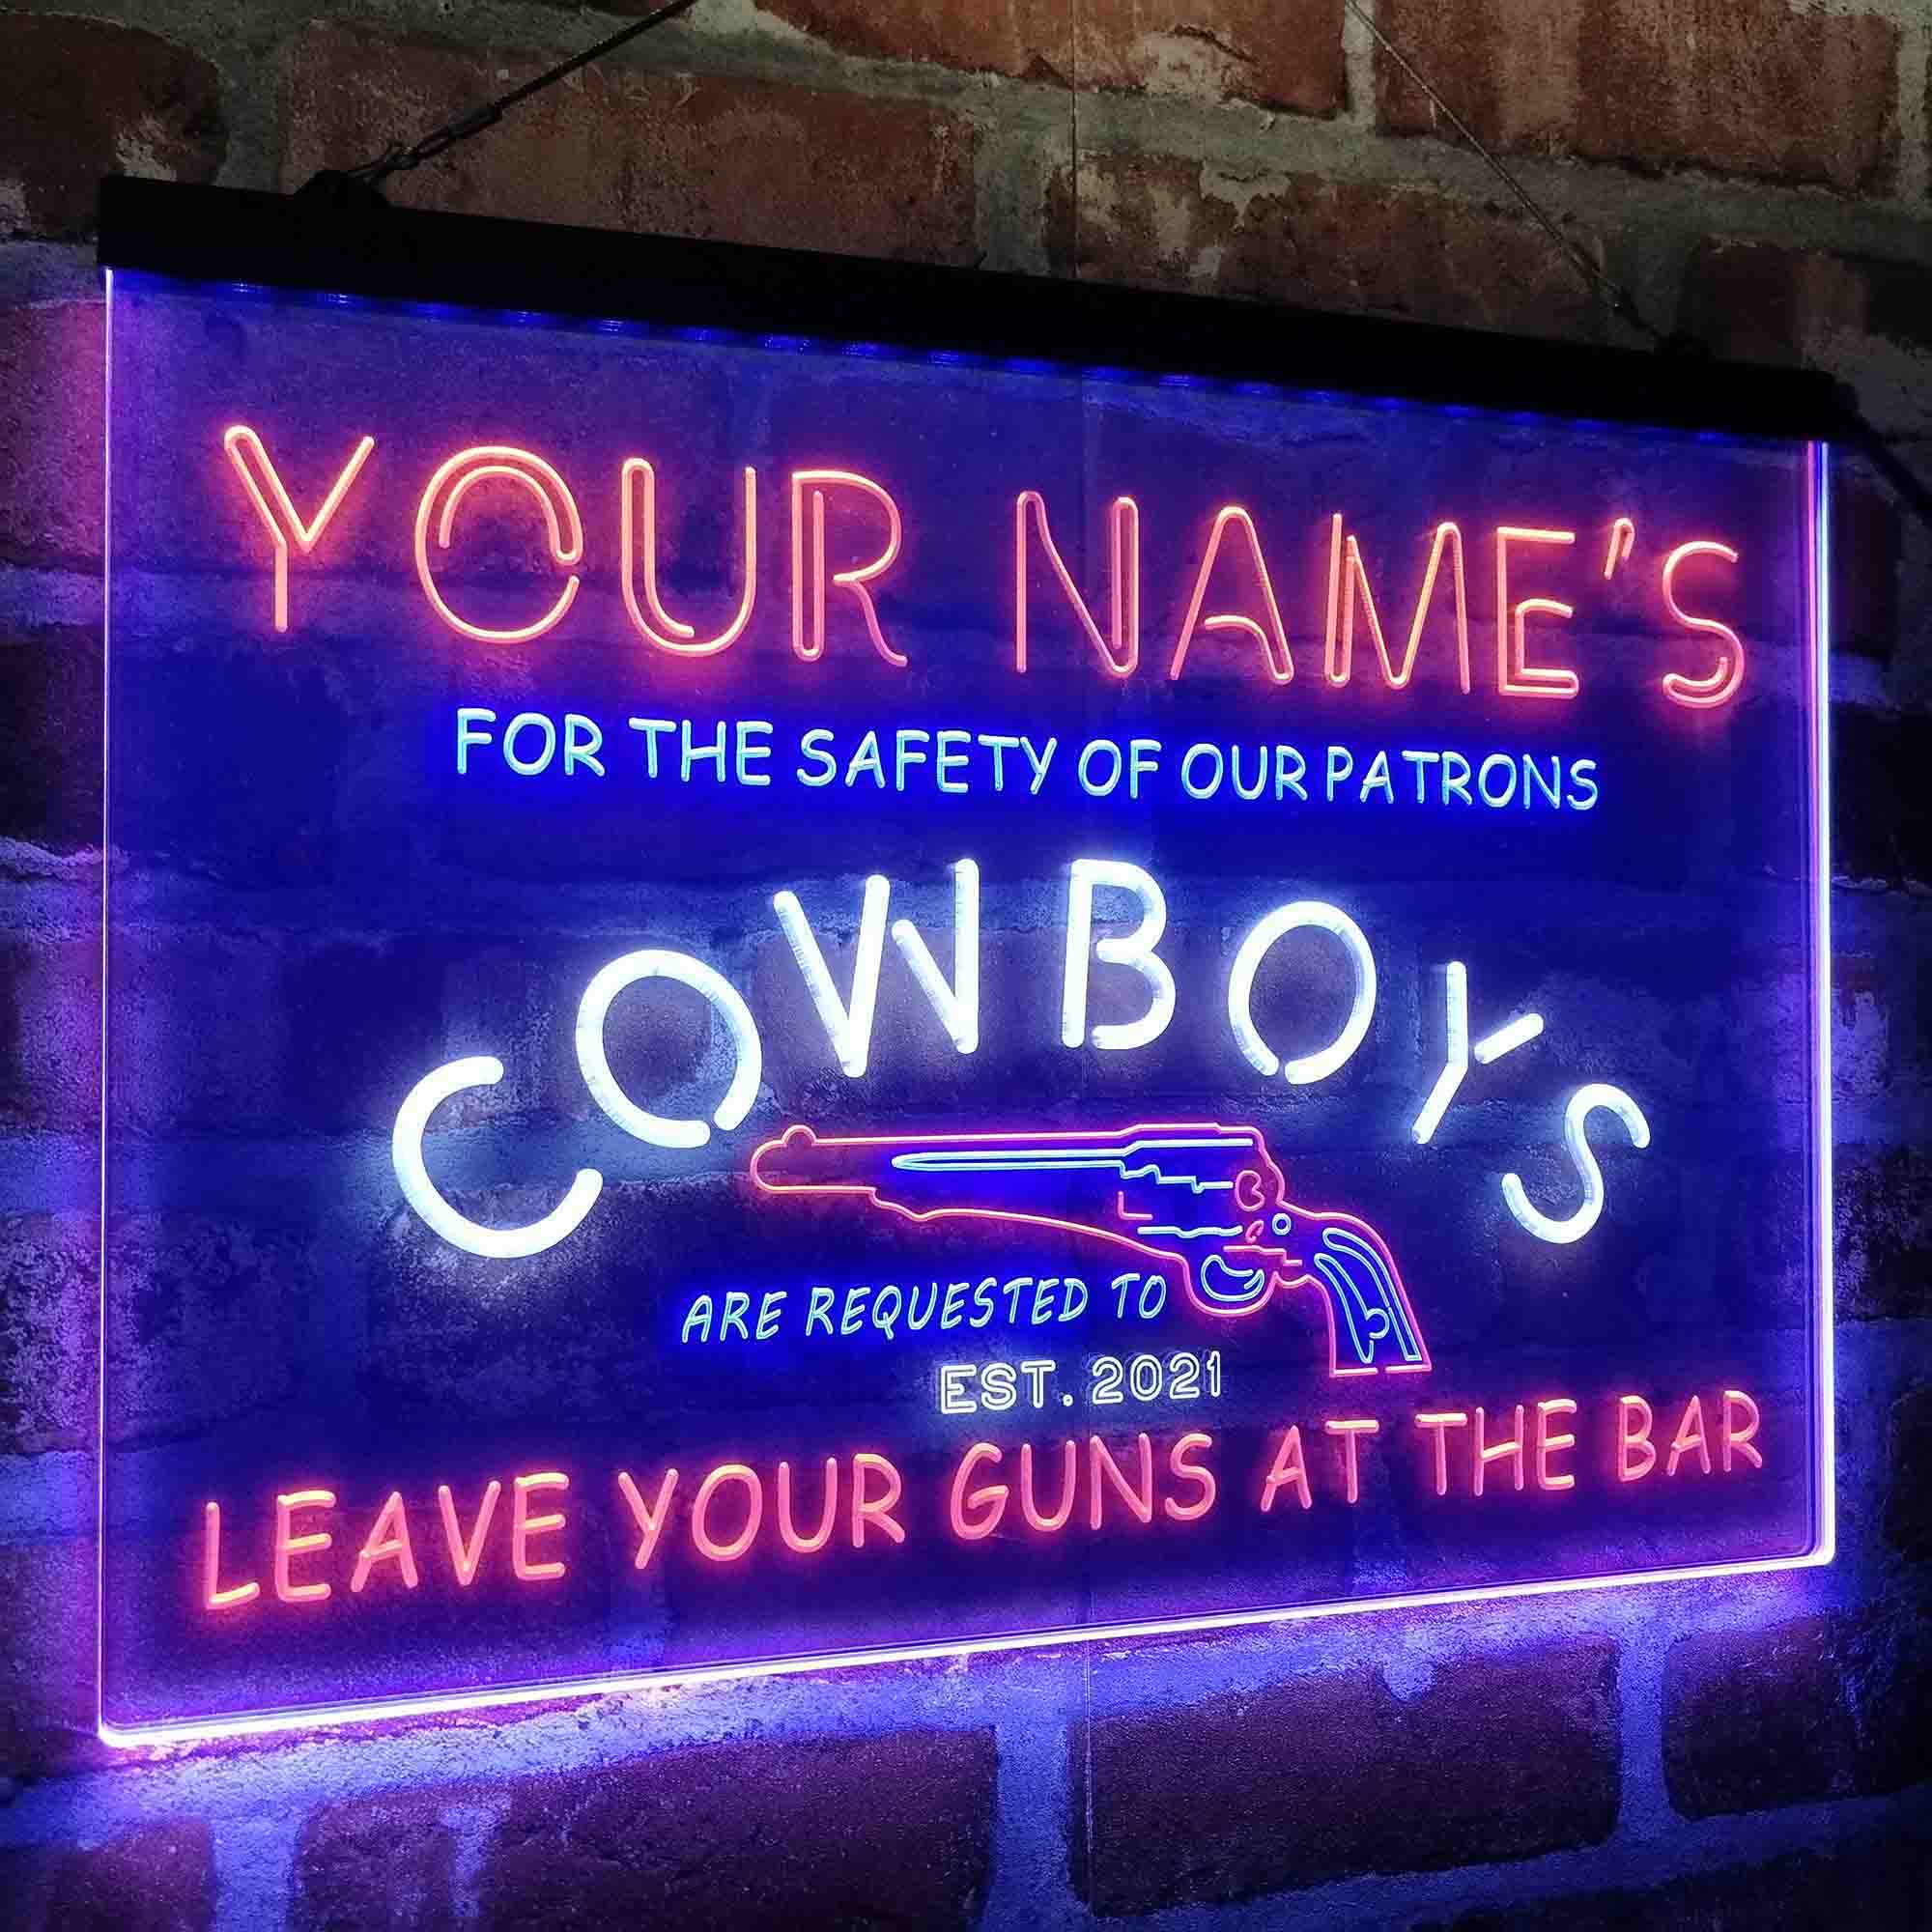 YOUR NAME'S
FOR THE SAFETY OF OUR PATRONS
COWBOYS
ARE REQUESTED TO
EST. 2021
LEAVE YOUR GUNS AT THE BAR